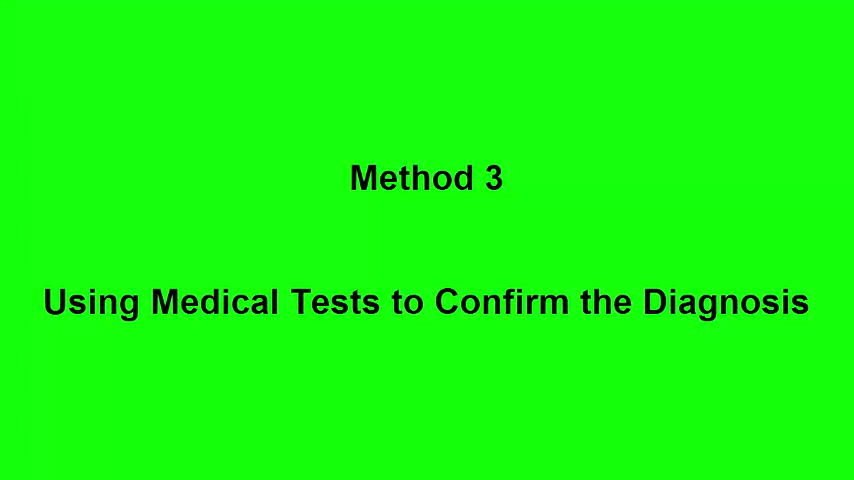 Method 3
Using Medical Tests to Confirm the Diagnosis